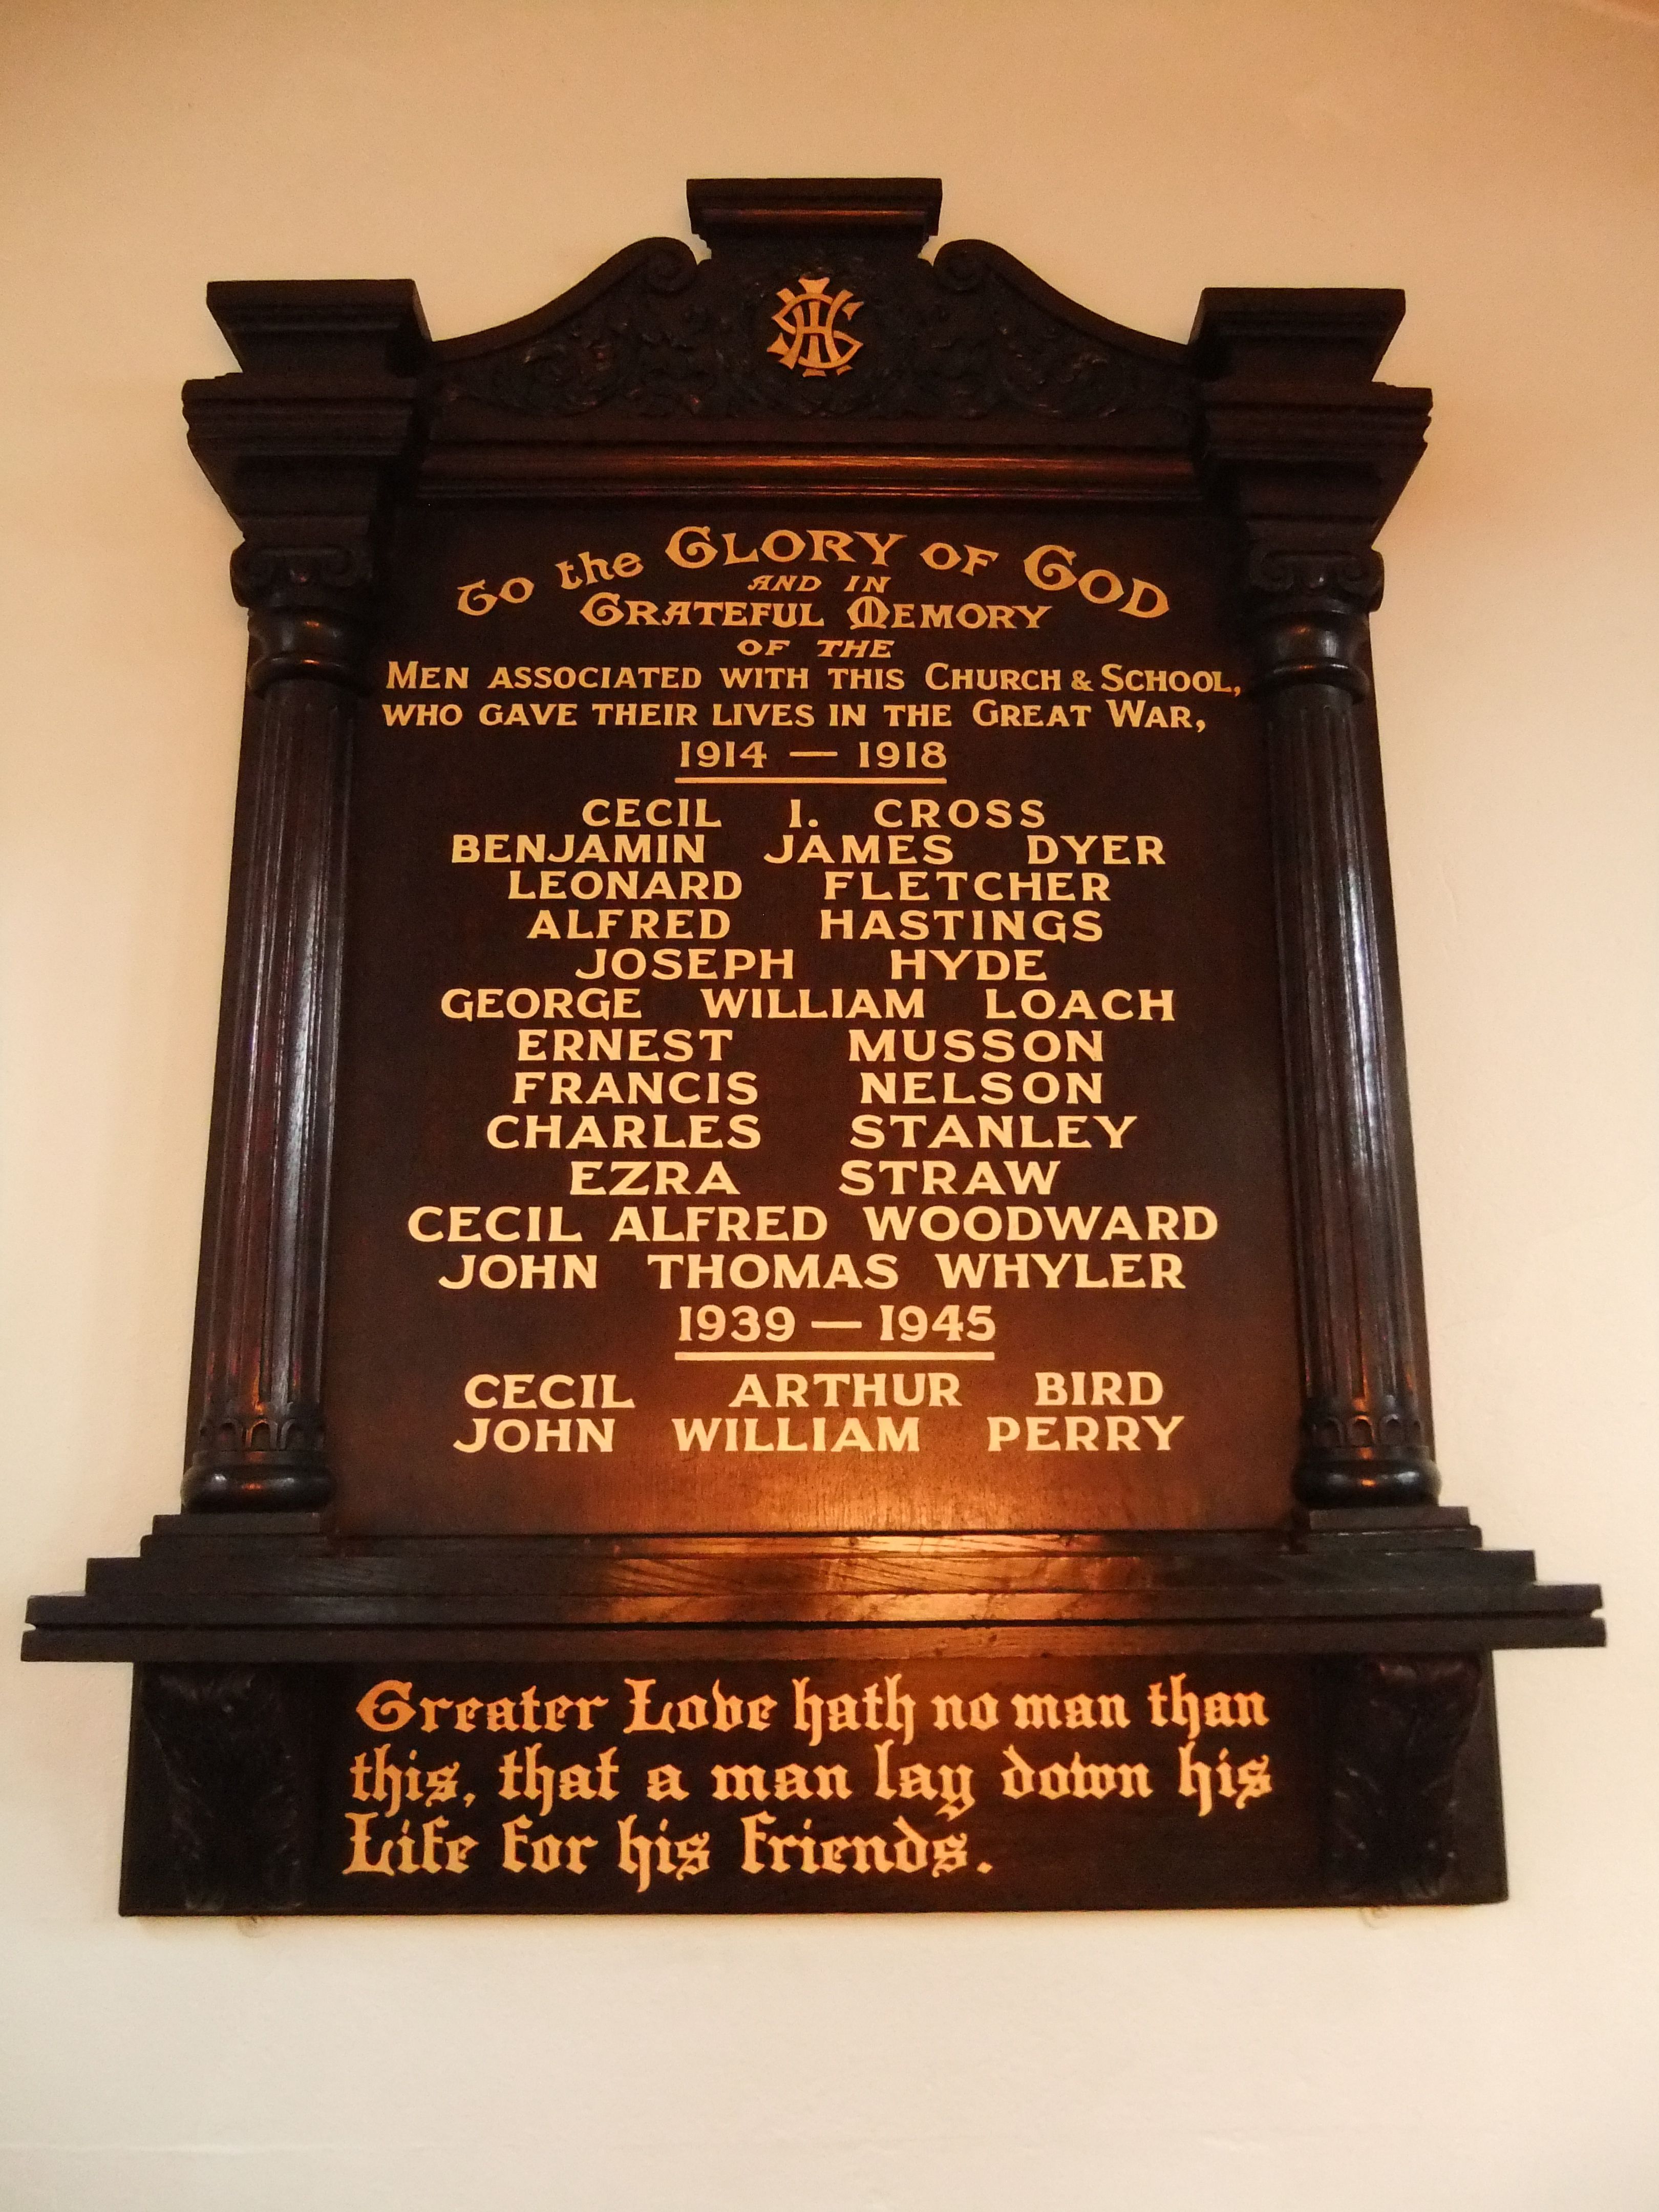 IHS
To the GLORY OF GOD
AND IN
GRATEFUL MEMORY
OF THE
MEN ASSOCIATED WITH THIS CHURCH & SCHOOL,
WHO GAVE THEIR LIVES IN THE GREAT WAR,
1914 — 1918
CECIL I. CROSS
BENJAMIN JAMES DYER
LEONARD FLETCHER
ALFRED HASTINGS
JOSEPH HYDE
GEORGE WILLIAM LOACH
ERNEST MUSSON
FRANCIS NELSON
CHARLES STANLEY
EZRA STRAW
CECIL ALFRED WOODWARD
JOHN THOMAS WHYLER
1939 — 1945
CECIL ARTHUR BIRD
JOHN WILLIAM PERRY
Greater Love hath no man than
this, that a man lay down his
Life for his friends.